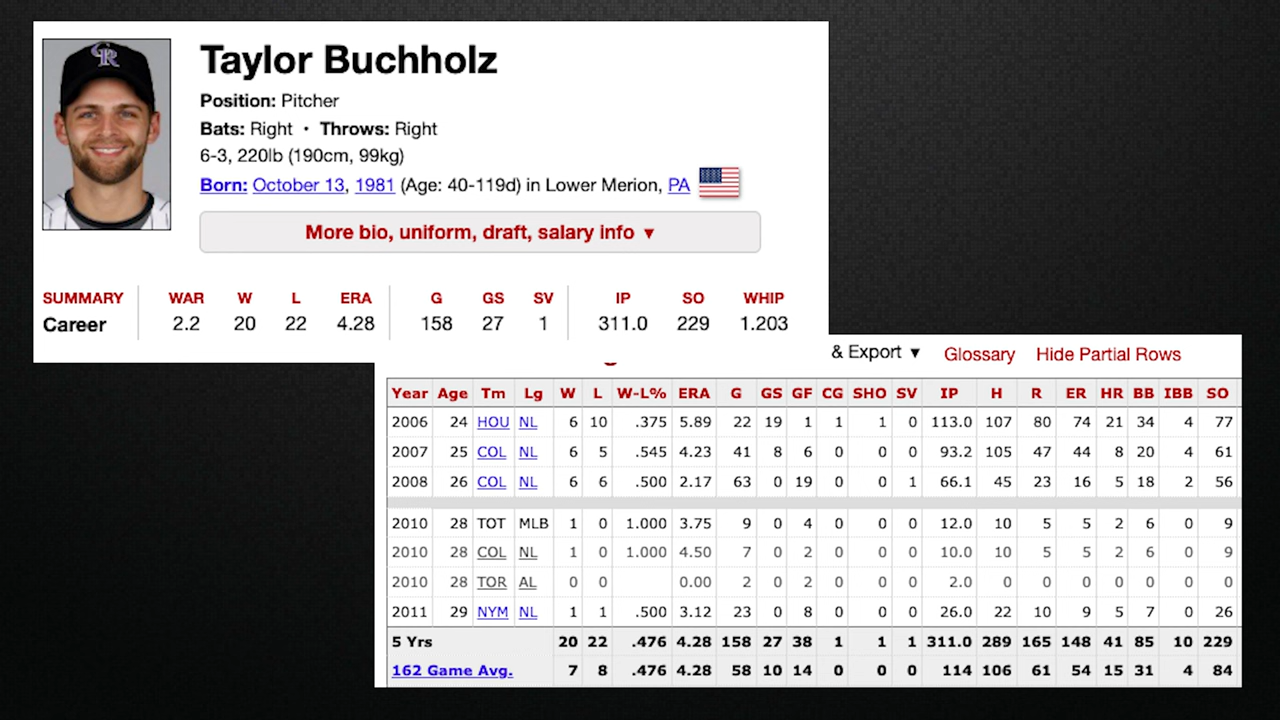 Taylor Buchholz
Position: Pitcher
Bats: Right • Throws: Right
6-3, 220lb (190cm, 99kg)
Born: October 13, 1981 (Age: 40-119d) in Lower Merion, PA
More bio, uniform, draft, salary info ▼
SUMMARY WAR W L ERA G GS SV IP SO WHIP
Career 2.2 20 22 4.28 158 27 1 311.0 229 1.203
& Export ▼ Glossary Hide Partial Rows
Year Age Tm Lg W L W-L% ERA G GS GF CG SHO SV IP H R ER HR BB IBB SO
2006 24 HOU NL 6 10 .375 5.89 22 19 1 1 1 0 113.0 107 80 74 21 34 4 77
2007 25 COL NL 6 5 .545 4.23 41 8 6 0 0 0 93.2 105 47 44 8 20 4 61
2008 26 COL NL 6 6 .500 2.17 63 0 19 0 0 1 66.1 45 23 16 5 18 2 56
2010 28 TOT MLB 1 0 1.000 3.75 9 0 4 0 0 0 12.0 10 5 5 2 6 0 9
2010 28 COL NL 1 0 1.000 4.50 7 0 2 0 0 0 10.0 10 5 5 2 6 0 9
2010 28 TOR AL 0 0 0.00 2 0 2 0 0 0 2.0 0 0 0 0 0 0 0
2011 29 NYM NL 1 1 .500 3.12 23 0 8 0 0 0 26.0 22 10 9 5 7 0 26
5 Yrs 20 22 .476 4.28 158 27 38 1 1 1 311.0 289 165 148 41 85 10 229
162 Game Avg. 7 8 .476 4.28 58 10 14 0 0 0 114 106 61 54 15 31 4 84